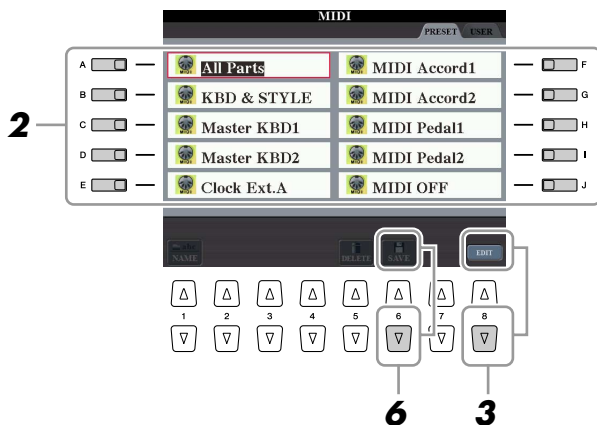 MIDI
PRESET USER
A All Parts MIDI Accord1 F
B KBD & STYLE MIDI Accord2 G
2 C Master KBD1 MIDI Pedal1 H
D Master KBD2 MIDI Pedal2 I
E Clock Ext.A MIDI OFF J
NAME DELETE SAVE EDIT
1 2 3 4 5 6 7 8
6 3